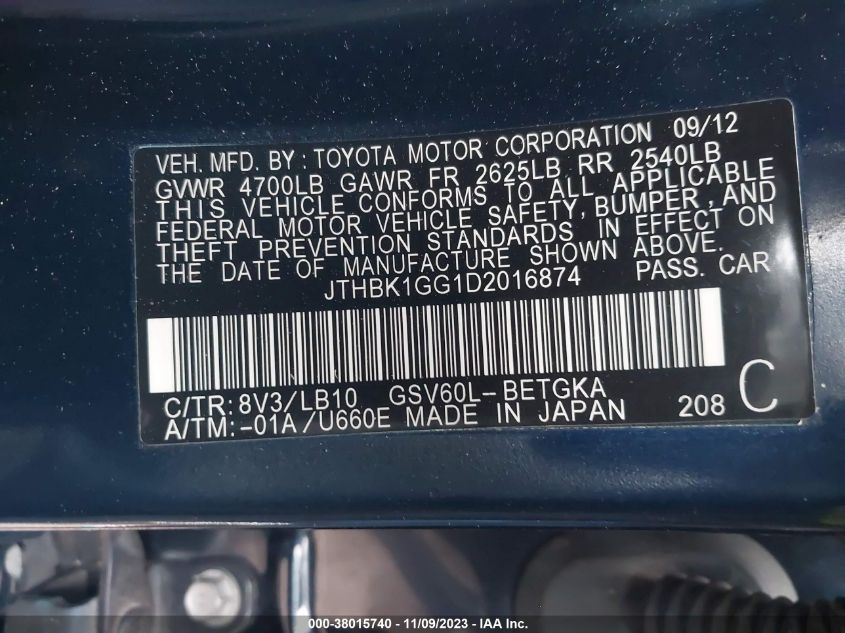 VEH. MFD. BY : TOYOTA MOTOR CORPORATION 09/12
GVWR 4700LB GAWR FR 2625LB RR 2540LB
THIS VEHICLE CONFORMS TO ALL APPLICABLE
FEDERAL MOTOR VEHICLE SAFETY, BUMPER, AND
THEFT PREVENTION STANDARDS IN EFFECT ON
THE DATE OF MANUFACTURE SHOWN ABOVE.
JTHBK1GG1D2016874 PASS. CAR
C/TR: 8V3/LB10 GSV60L-BETGKA
A/TM: -01A/U660E MADE IN JAPAN 208 C
000-38015740 - 11/09/2023 - IAA Inc.